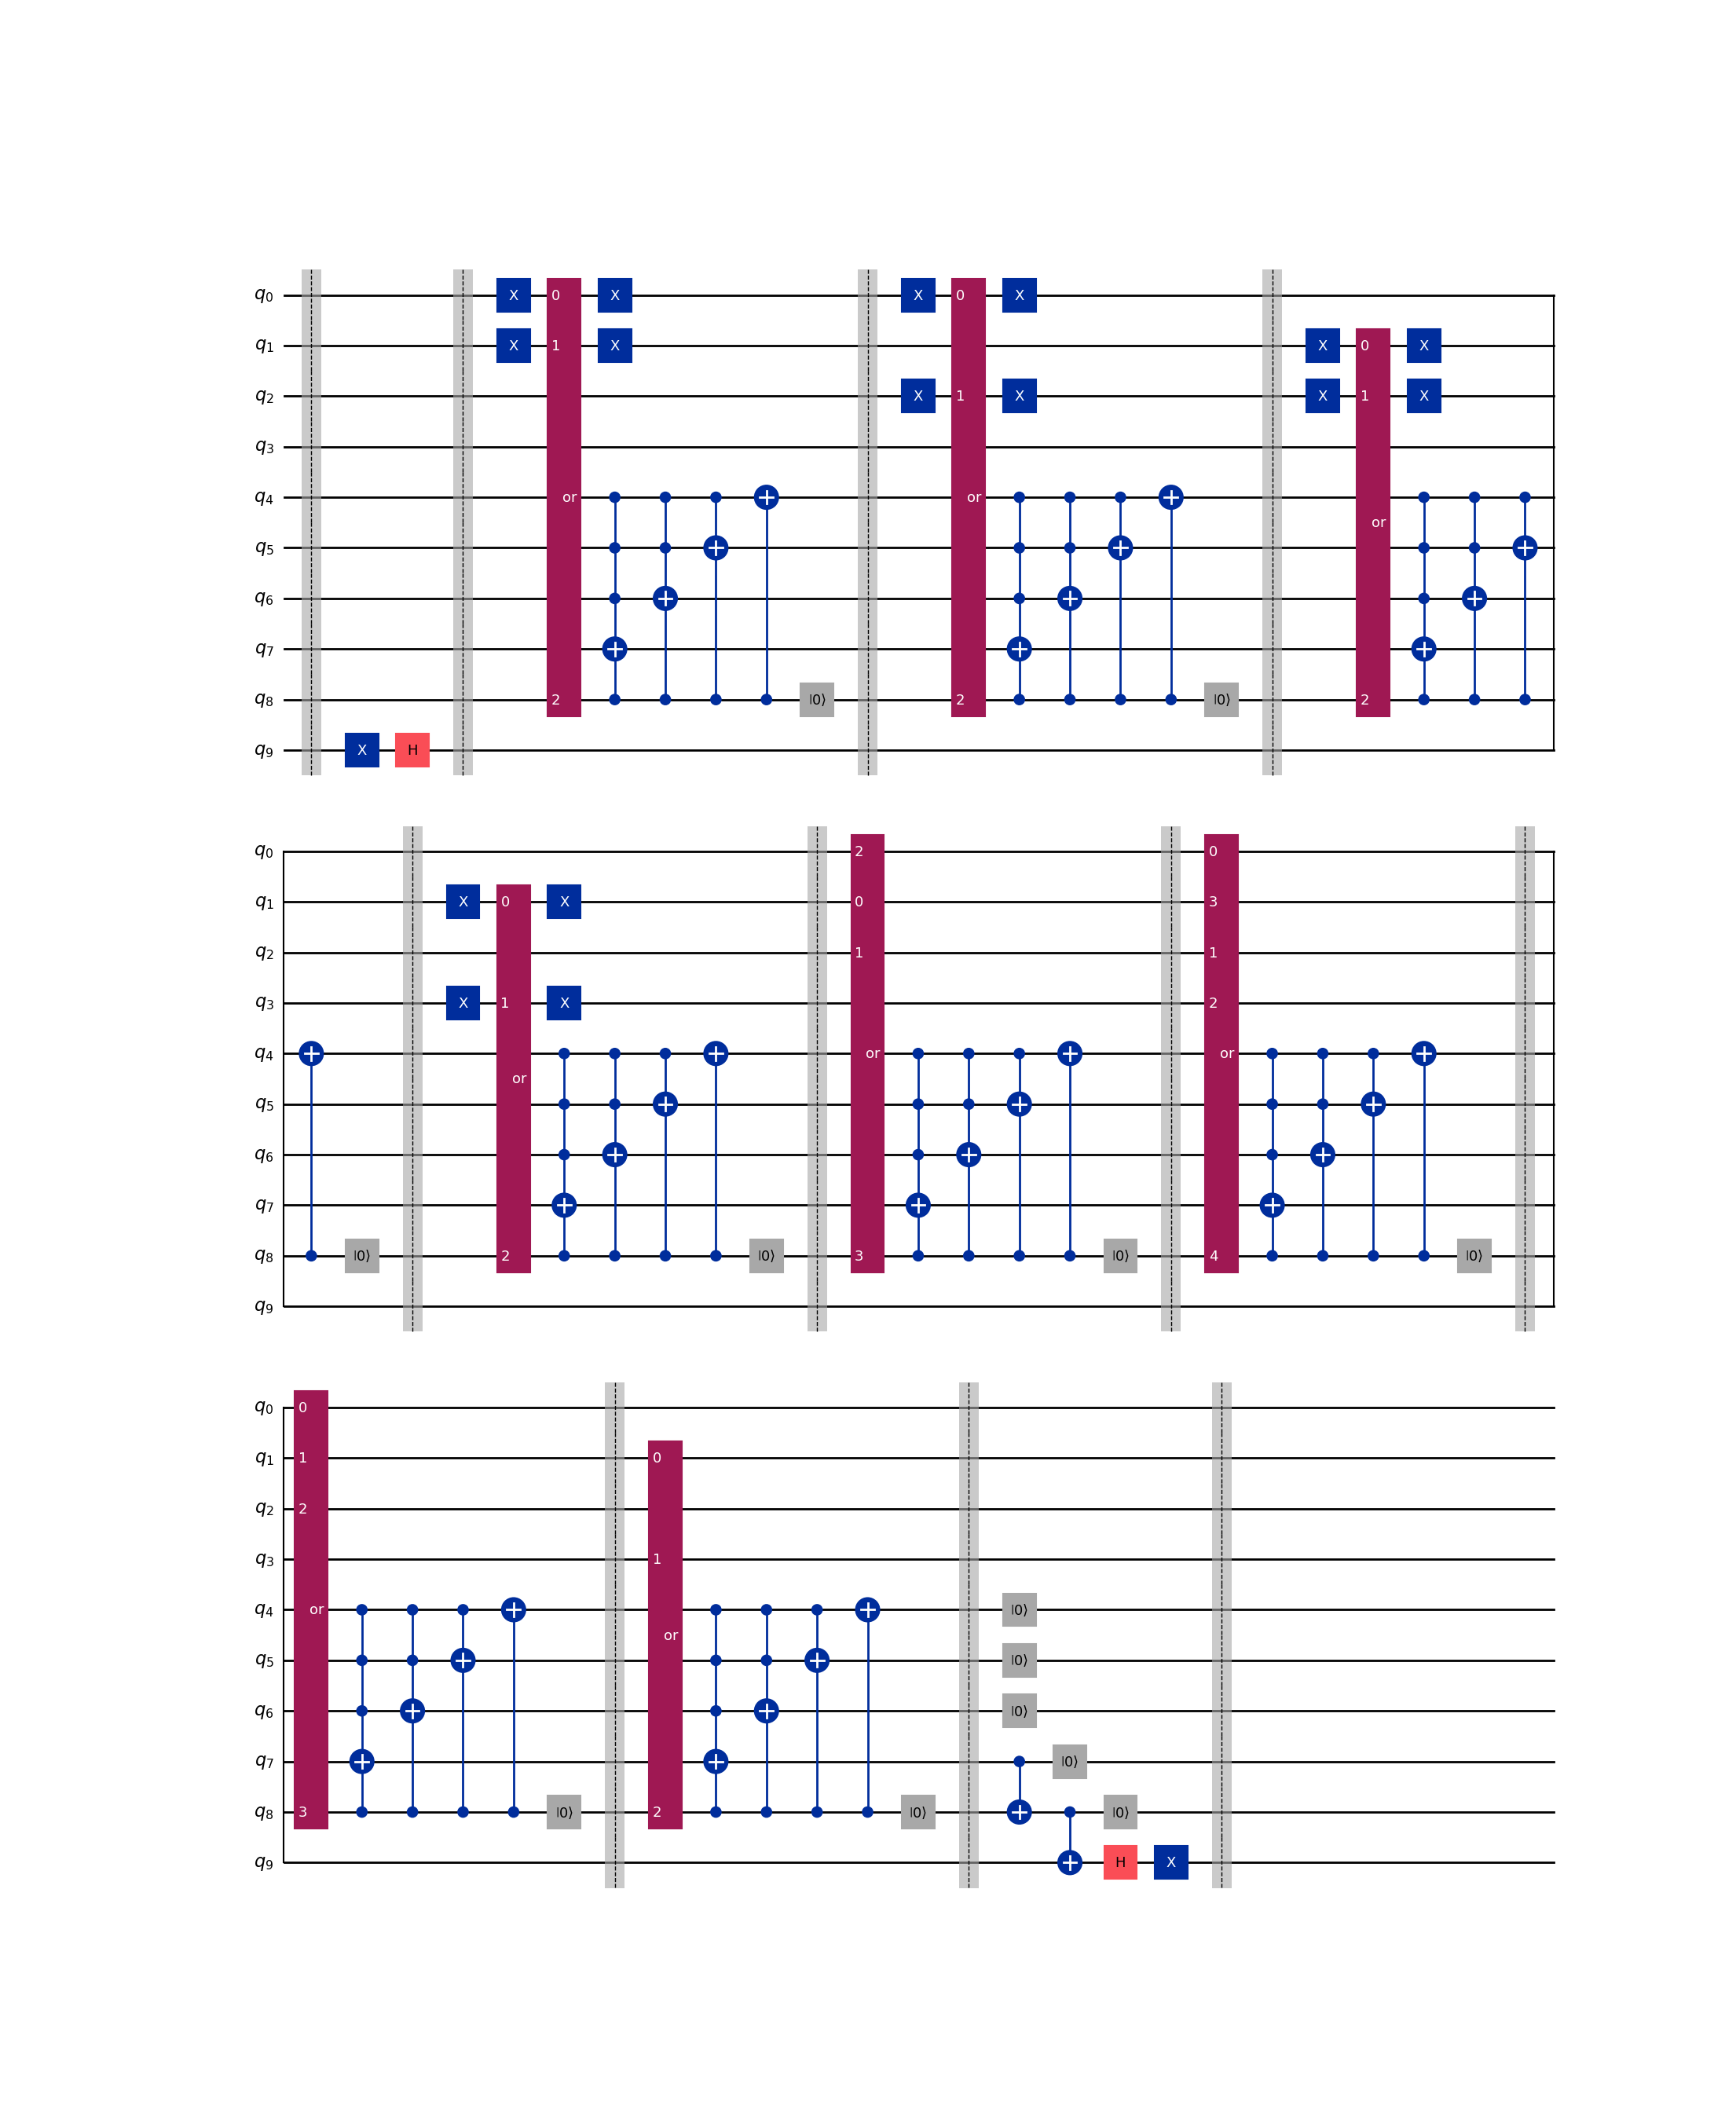 q0 X 0 X X 0 X
q1 X 1 X X 0 X
q2 X 1 X X 1 X
q3
q4 or or
q5 or
q6
q7
q8 2 |0⟩ 2 |0⟩ 2
q9 X H
q0 2 0
q1 X 0 X 0 3
q2 1 1
q3 X 1 X 2
q4 or or or
q5
q6
q7
q8 |0⟩ 2 |0⟩ 3 |0⟩ 4 |0⟩
q9
q0 0
q1 1 0
q2 2
q3 1
q4 or or |0⟩
q5 |0⟩
q6 |0⟩
q7 |0⟩
q8 3 |0⟩ 2 |0⟩ |0⟩
q9 H X